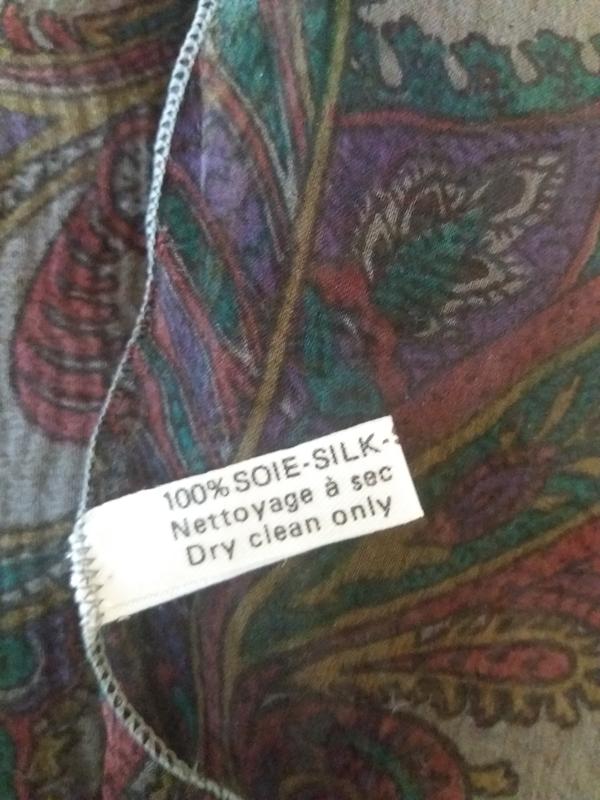 100% SOIE-SILK-
Nettoyage à sec
Dry clean only